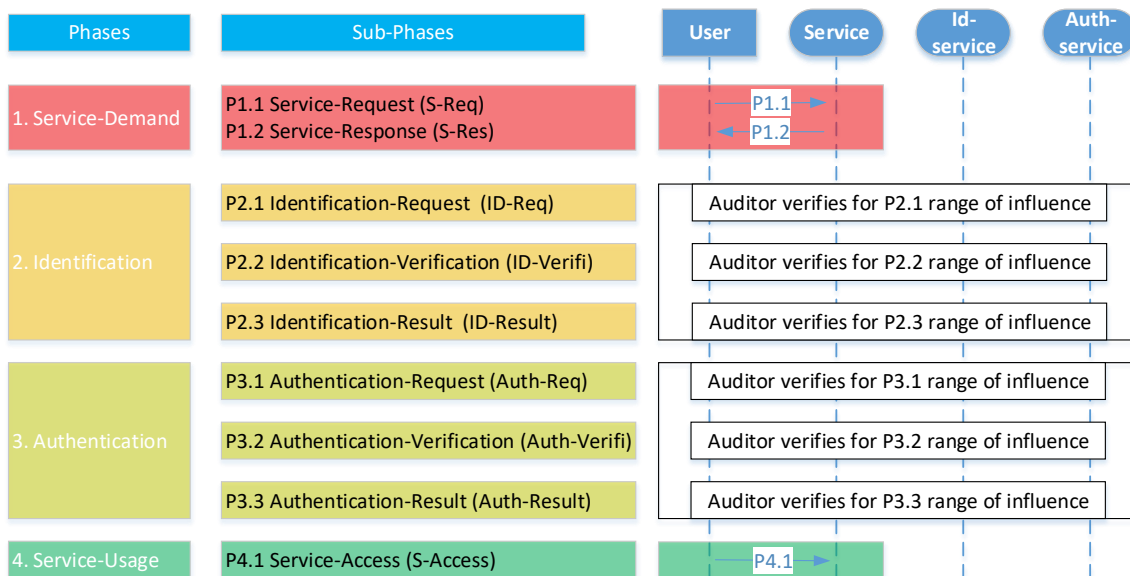 Phases
Sub-Phases
User
Service
Id-
service
Auth-
service
1. Service-Demand
P1.1 Service-Request (S-Req)
P1.2 Service-Response (S-Res)
P1.1
P1.2
2. Identification
P2.1 Identification-Request (ID-Req)
Auditor verifies for P2.1 range of influence
P2.2 Identification-Verification (ID-Verifi)
Auditor verifies for P2.2 range of influence
P2.3 Identification-Result (ID-Result)
Auditor verifies for P2.3 range of influence
3. Authentication
P3.1 Authentication-Request (Auth-Req)
Auditor verifies for P3.1 range of influence
P3.2 Authentication-Verification (Auth-Verifi)
Auditor verifies for P3.2 range of influence
P3.3 Authentication-Result (Auth-Result)
Auditor verifies for P3.3 range of influence
4. Service-Usage
P4.1 Service-Access (S-Access)
P4.1